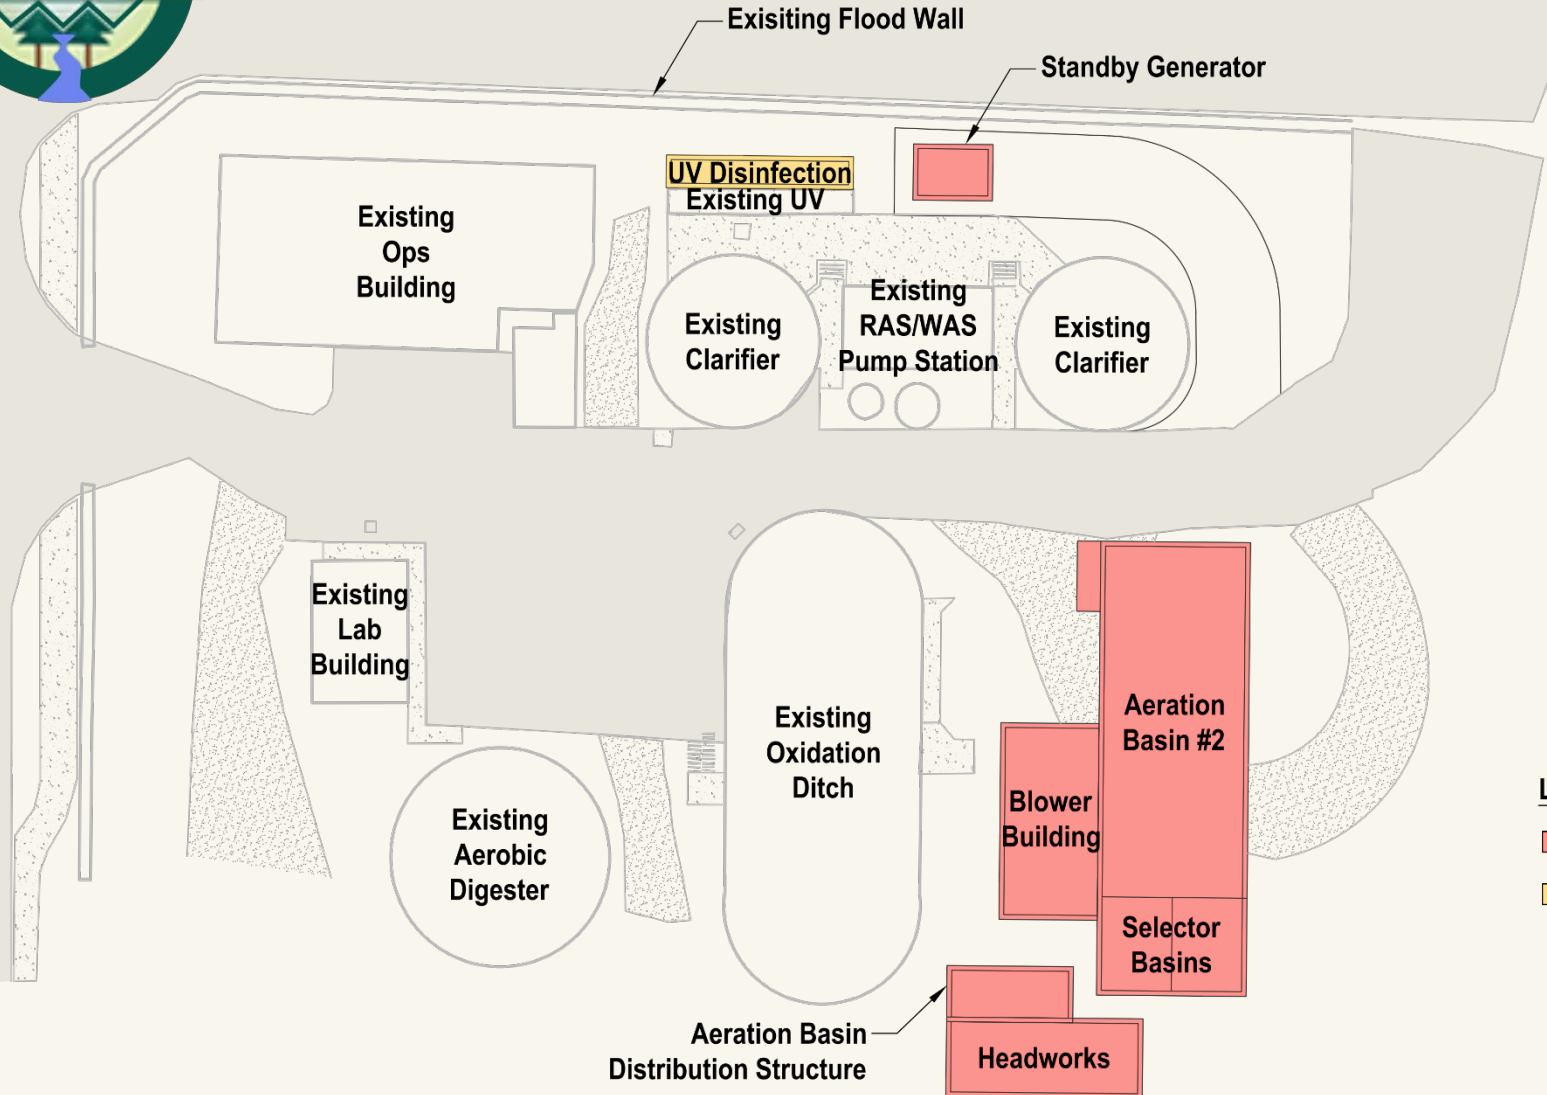 Exisiting Flood Wall
Standby Generator
UV Disinfection
Existing UV
Existing
Ops
Building
Existing
Clarifier
Existing
RAS/WAS
Pump Station
Existing
Clarifier
Existing
Lab
Building
Existing
Oxidation
Ditch
Aeration
Basin #2
Blower
Building
Existing
Aerobic
Digester
Selector
Basins
Aeration Basin
Distribution Structure
Headworks